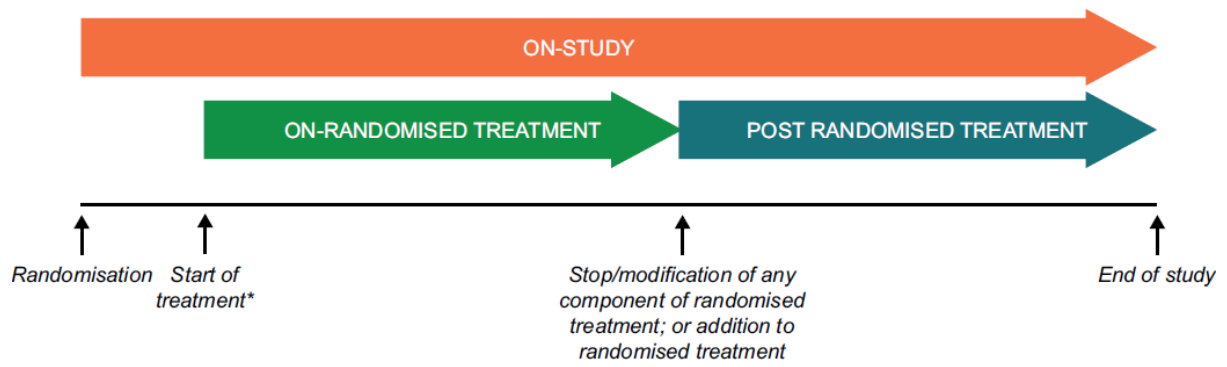 ON-STUDY
ON-RANDOMISED TREATMENT
POST RANDOMISED TREATMENT
Randomisation
Start of
treatment*
Stop/modification of any
component of randomised
treatment; or addition to
randomised treatment
End of study